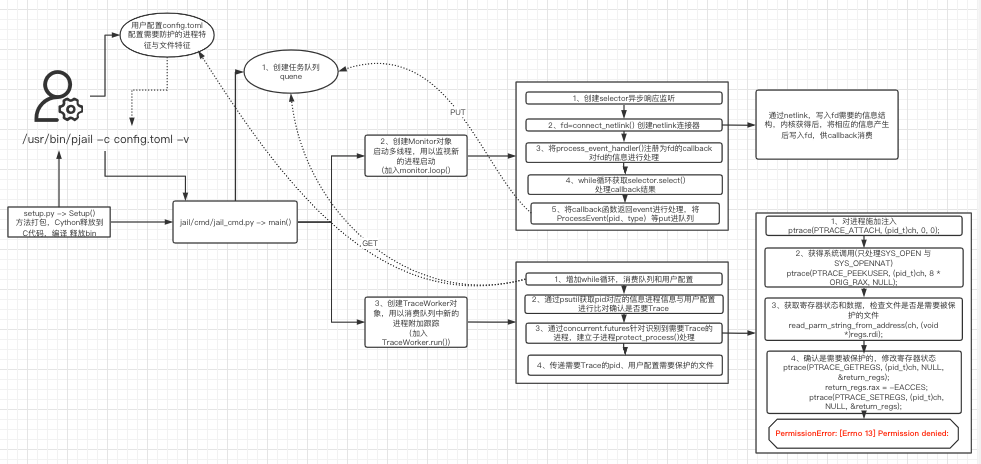 用户配置config.toml
配置需要防护的进程特
征与文件特征
/usr/bin/pjail -c config.toml -v
setup.py -> Setup()
方法打包，Cython释放到
C代码，编译 释放bin
jail/cmd/jail_cmd.py -> main()
1、创建任务队列
quene
2、创建Monitor对象
启动多线程，用以监视新
的进程启动
(加入monitor.loop()
3、创建TraceWorker对
象，用以消费队列中新的
进程附加跟踪
(加入
TraceWorker.run())
PUT
GET
1、创建selector异步响应监听
2、fd=connect_netlink() 创建netlink连接器
3、将process_event_handler()注册为fd的callback
对fd的信息进行处理
4、while循环获取selector.select()
处理callback结果
5、将callback函数返回event进行处理，将
ProcessEvent(pid、type）等put进队列
通过netlink，写入fd需要的信息结
构，内核获得后，将相应的信息产生
后写入fd，供callback消费
1、增加while循环，消费队列和用户配置
2、通过psutil获取pid对应的信息进程信息与用户配置
进行比对确认是否要Trace
3、通过concurrent.futures针对识别到需要Trace的
进程，建立子进程protect_process()处理
4、传递需要Trace的pid、用户配置需要保护的文件
1、对进程施加注入
ptrace(PTRACE_ATTACH, (pid_t)ch, 0, 0);
2、获得系统调用(只处理SYS_OPEN 与
SYS_OPENNAT)
ptrace(PTRACE_PEEKUSER, (pid_t)ch, 8 *
ORIG_RAX, NULL);
3、获取寄存器状态和数据，检查文件是否是需要被保
护的文件
read_parm_string_from_address(ch, (void
*)regs.rdi);
4、确认是需要被保护的，修改寄存器状态
ptrace(PTRACE_GETREGS, (pid_t)ch, NULL,
&return_regs);
return_regs.rax = -EACCES;
ptrace(PTRACE_SETREGS, (pid_t)ch,
NULL, &return_regs);
PermissionError: [Errno 13] Permission denied: